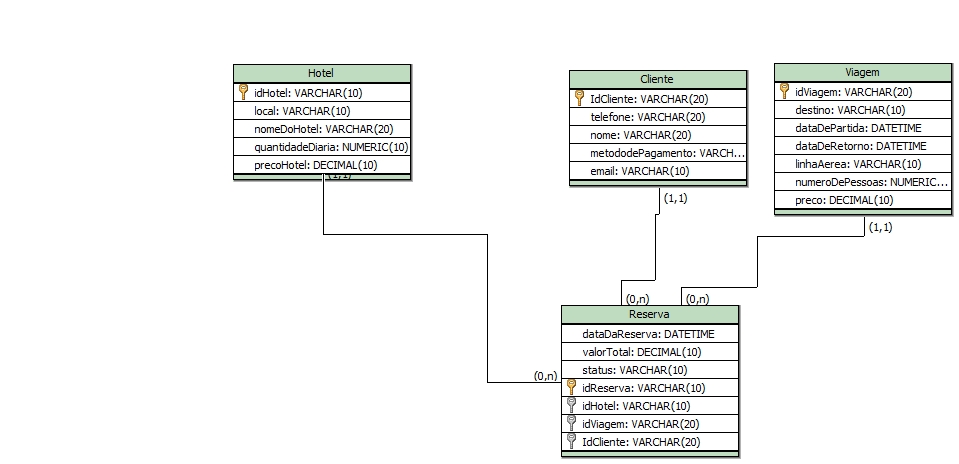 Hotel
idHotel: VARCHAR(10)
local: VARCHAR(10)
nomeDoHotel: VARCHAR(20)
quantidadeDiaria: NUMERIC(10)
precoHotel: DECIMAL(10)
(1,1)
Cliente
IdCliente: VARCHAR(20)
telefone: VARCHAR(20)
nome: VARCHAR(20)
metododePagamento: VARCH...
email: VARCHAR(10)
(1,1)
Viagem
idViagem: VARCHAR(20)
destino: VARCHAR(10)
dataDePartida: DATETIME
dataDeRetorno: DATETIME
linhaAerea: VARCHAR(10)
numeroDePessoas: NUMERIC...
preco: DECIMAL(10)
(1,1)
(0,n)
(0,n)
(0,n)
Reserva
dataDaReserva: DATETIME
valorTotal: DECIMAL(10)
status: VARCHAR(10)
idReserva: VARCHAR(10)
idHotel: VARCHAR(10)
idViagem: VARCHAR(20)
IdCliente: VARCHAR(20)